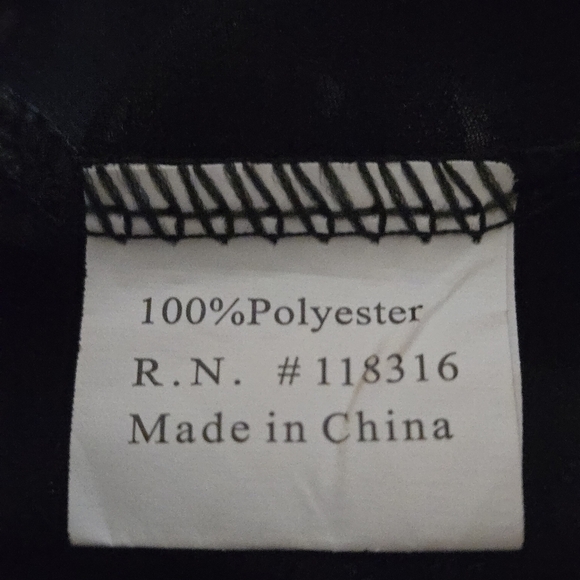 100%Polyester
R.N. #118316
Made in China